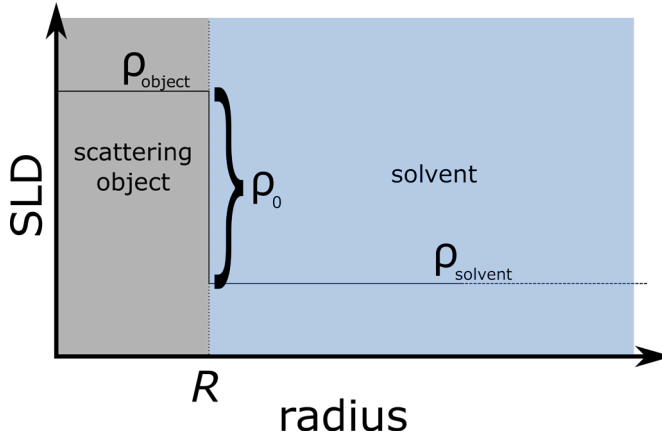 ρobject
scattering
object
ρ0
solvent
ρsolvent
SLD
R
radius